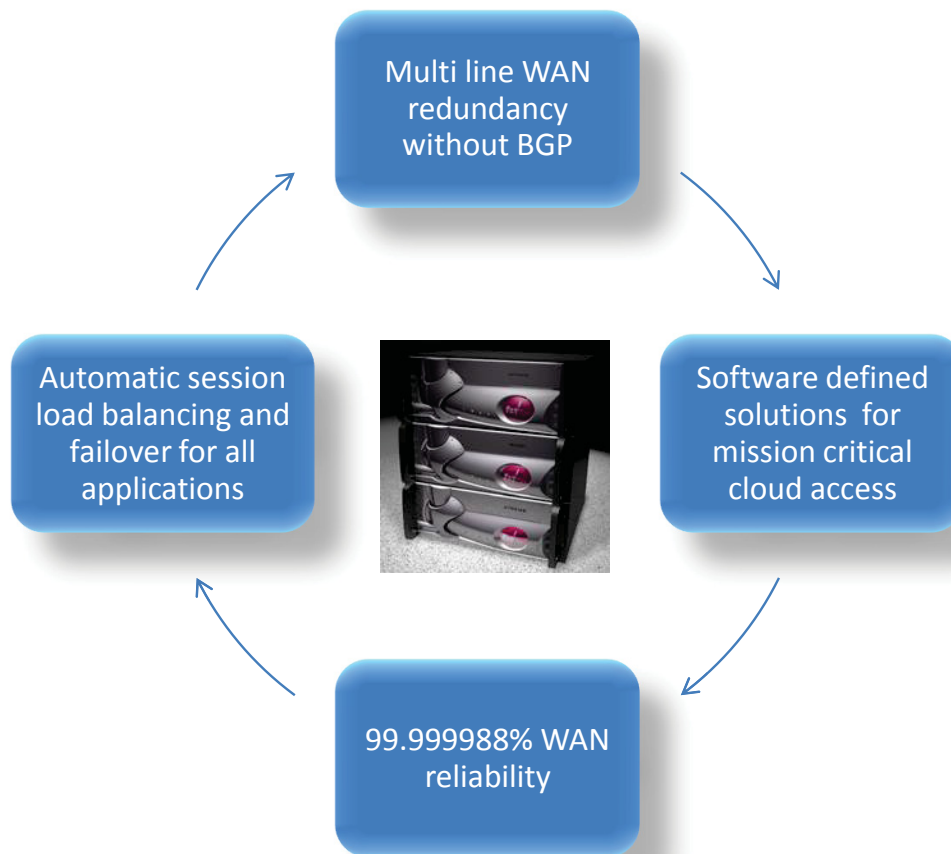 Multi line WAN
redundancy
without BGP
Automatic session
load balancing and
failover for all
applications
Software defined
solutions for
mission critical
cloud access
99.999988% WAN
reliability